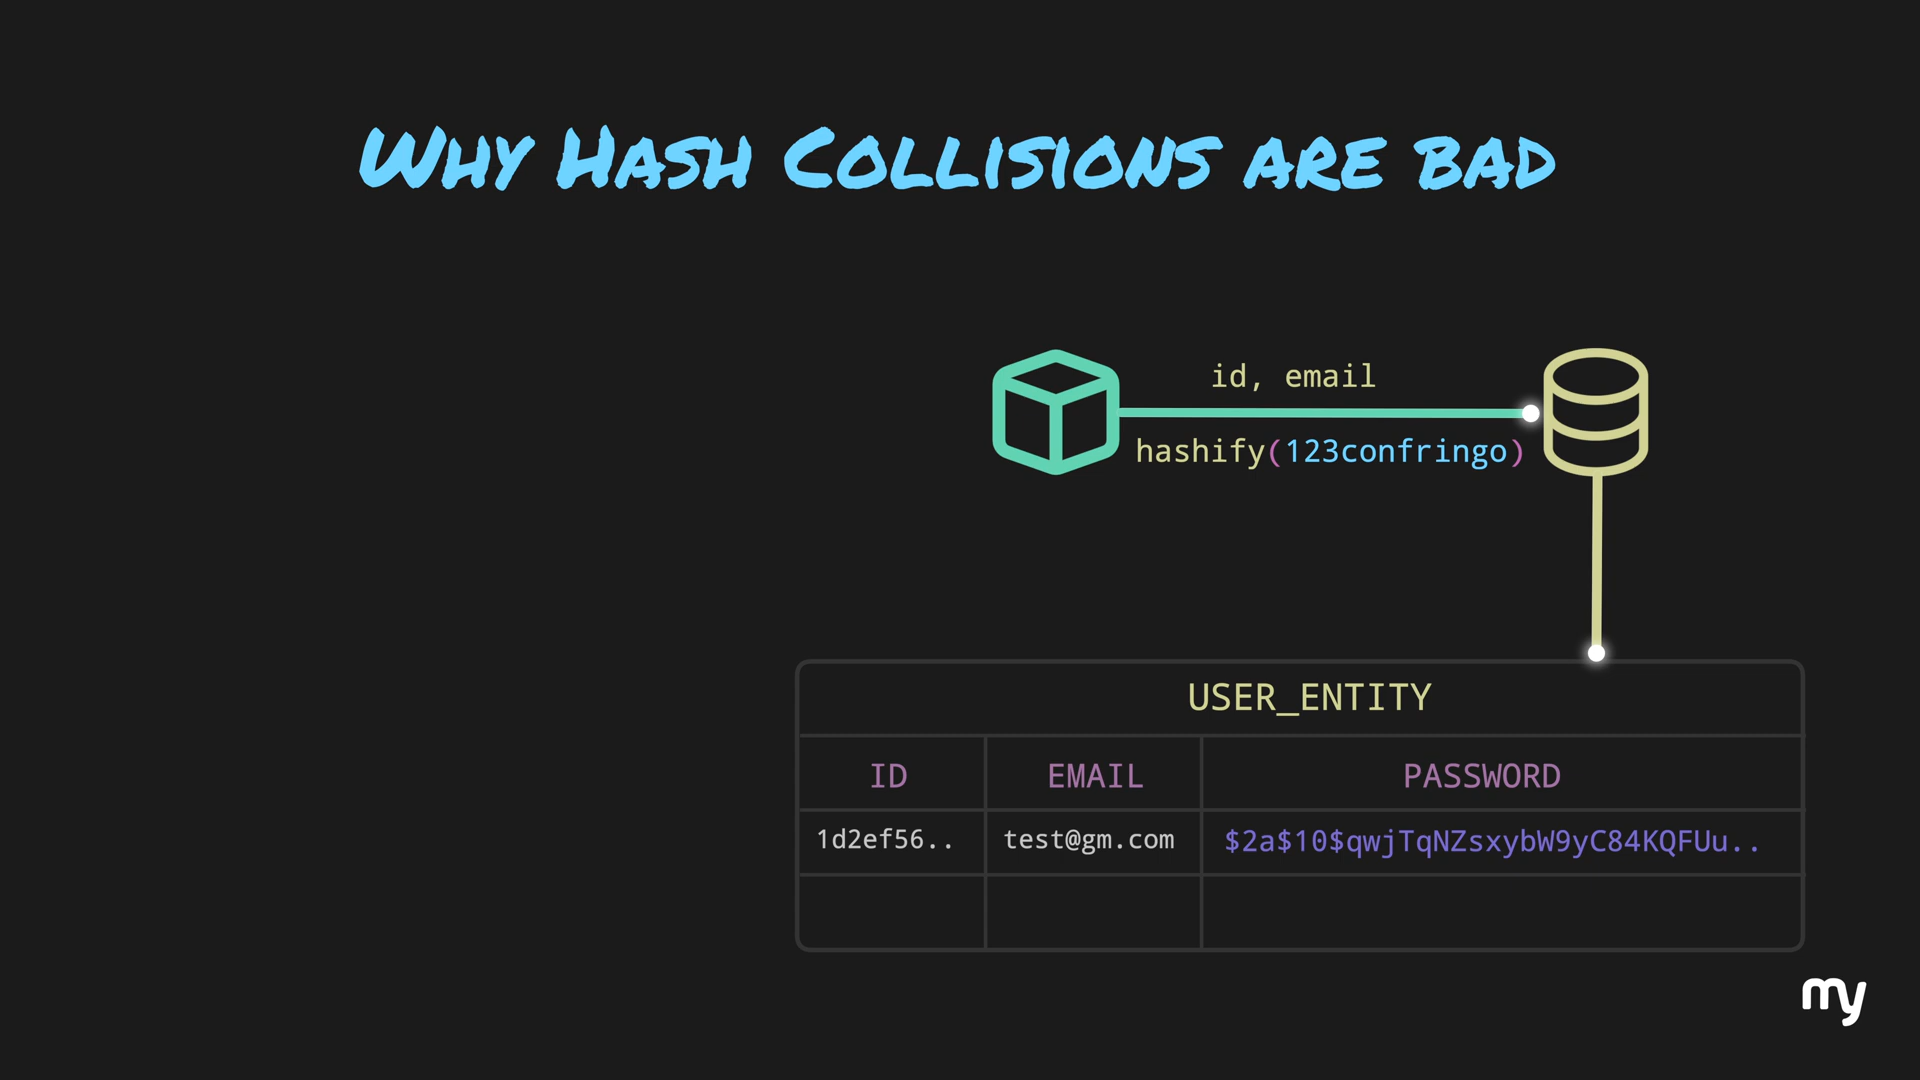 Why Hash Collisions are bad
id, email
hashify(123confringo)
USER_ENTITY
ID EMAIL PASSWORD
1d2ef56.. test@gm.com $2a$10$qwjTqNZsxybW9yC84KQFUu..
my